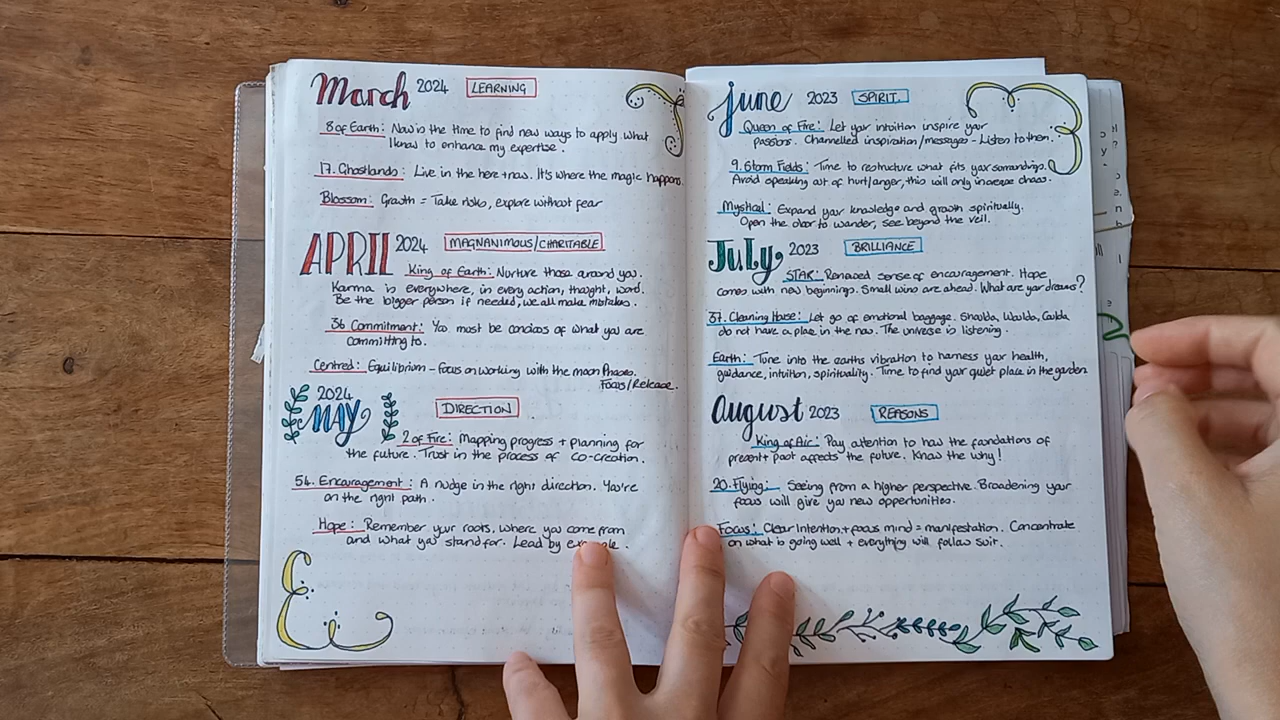 March 2024 LEARNING
8 of Earth: Now is the time to find new ways to apply what
I know to enhance my expertise.
17. Ghostlands: Live in the here + now. It's where the magic happens.
Blossom: Growth = Take risks, explore without fear
APRIL 2024 MAGNANIMOUS/CHARITABLE
King of Earth: Nurture those around you.
Karma is everywhere, in every action, thought, word.
Be the bigger person if needed, we all make mistakes.
36 Commitment: You must be concious of what you are
committing to.
Centred: Equilibrium - Focus on working with the moon Phases.
Focus/Release.
2024
MAY DIRECTION
2 of Fire: Mapping progress + planning for
the future. Trust in the process of co-creation.
54. Encouragement: A nudge in the right direction. You're
on the right path.
Hope: Remember your roots, where you come from
and what you stand for. Lead by example.
June 2023 SPIRIT.
Queen of Fire: Let your intuition inspire your
passions. Channelled inspiration/messages - Listen to them.
9. Storm Fields: Time to restructure what fits your surroundings.
Avoid speaking out of hurt/anger, this will only increase chaos.
Mystical: Expand your knowledge and growth spiritually.
Open the door to wander, see beyond the veil.
July 2023 BRILLIANCE
STAR: Renewed sense of encouragement. Hope
comes with new beginnings. Small wins are ahead. What are your dreams?
37. Cleaning House: Let go of emotional baggage. Shoulda, Woulda, Coulda
do not have a place in the now. The universe is listening.
Earth: Tune into the earths vibration to harness your health,
guidance, intuition, spirituality. Time to find your quiet place in the garden
August 2023 REASONS
King of Air: Pay attention to how the foundations of
present + past affects the future. Know the why!
20. Flying: Seeing from a higher perspective. Broadening your
focus will give you new opportunities.
Focus: Clear Intention + focus mind = manifestation. Concentrate
on what is going well + everything will follow suit.